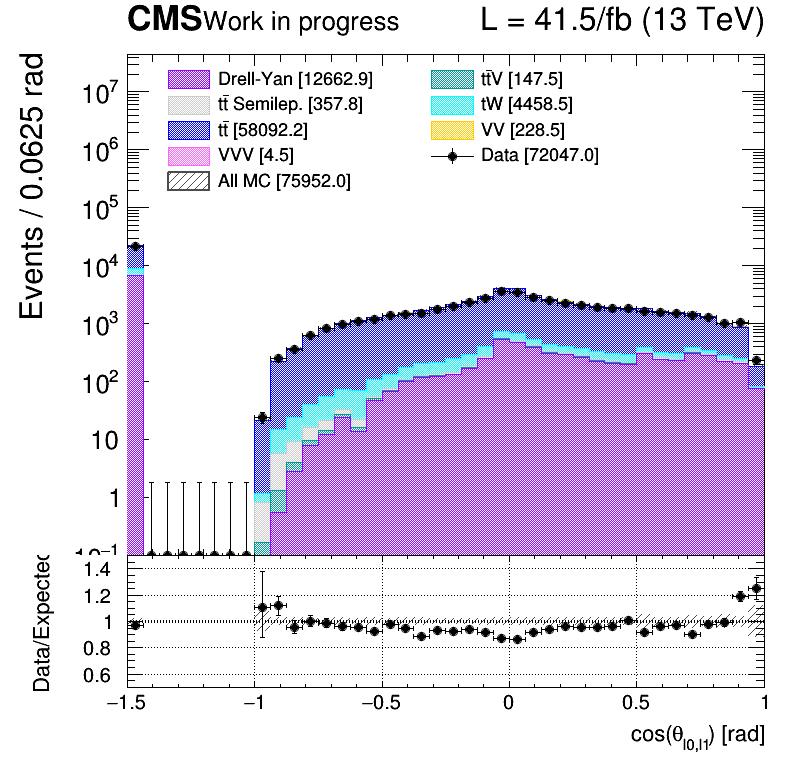 CMS Work in progress L = 41.5/fb (13 TeV)
Events / 0.0625 rad
10⁷
10⁶
10⁵
10⁴
10³
10²
10
1
10⁻¹
Drell-Yan [12662.9]
tt̄ Semilep. [357.8]
tt̄ [58092.2]
VVV [4.5]
All MC [75952.0]
tt̄V [147.5]
tW [4458.5]
VV [228.5]
Data [72047.0]
Data/Expected
1.4
1.2
1
0.8
0.6
−1.5 −1 −0.5 0 0.5 1
cos(θ_l0,l1) [rad]